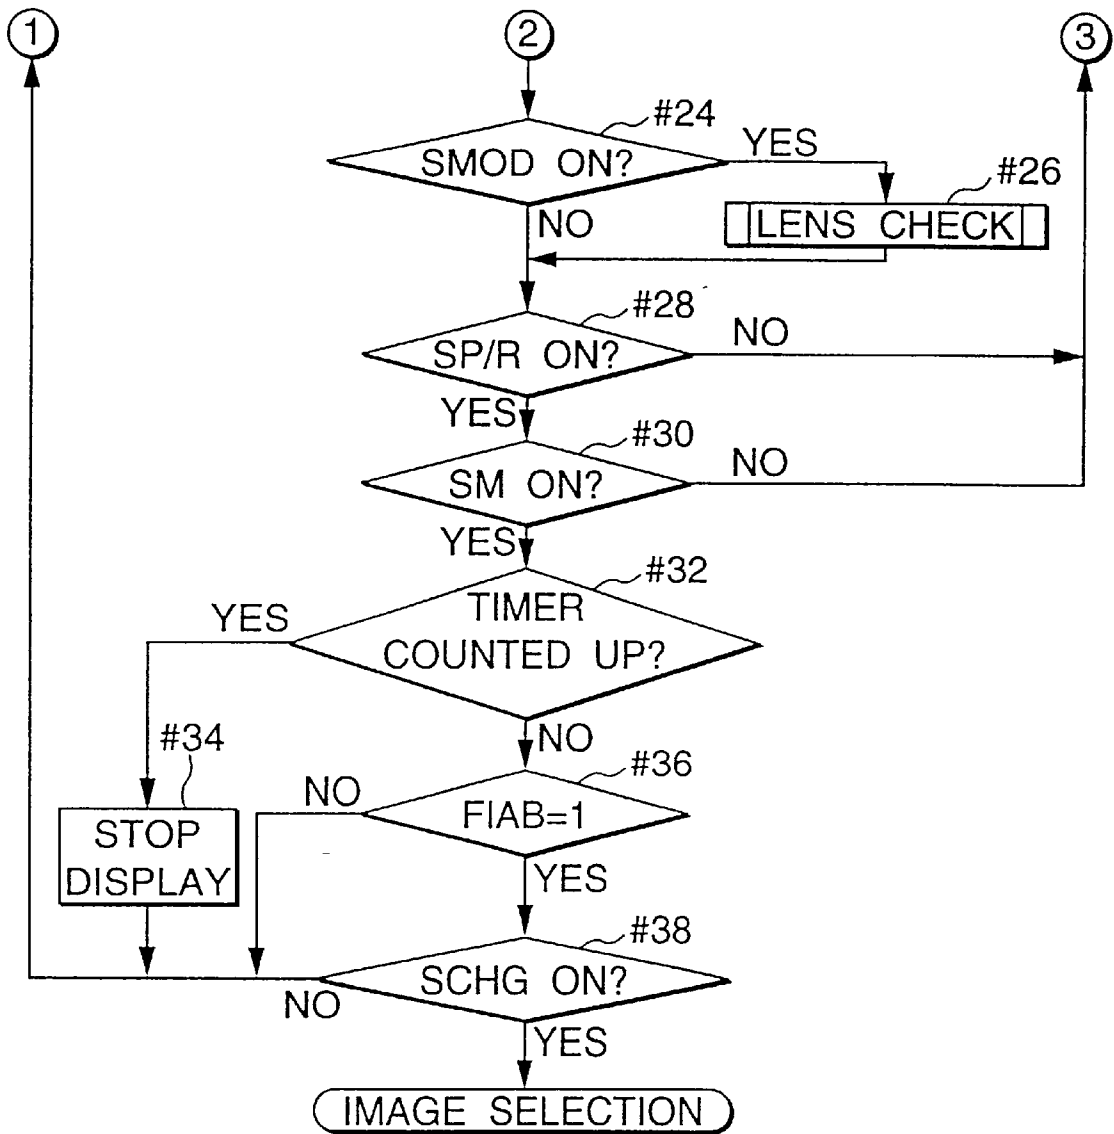 1
2
3
#24
SMOD ON?
YES
#26
LENS CHECK
NO
#28
SP/R ON?
NO
YES
#30
SM ON?
NO
YES
#32
TIMER
COUNTED UP?
YES
NO
#34
STOP
DISPLAY
#36
FIAB=1
NO
YES
#38
SCHG ON?
NO
YES
IMAGE SELECTION